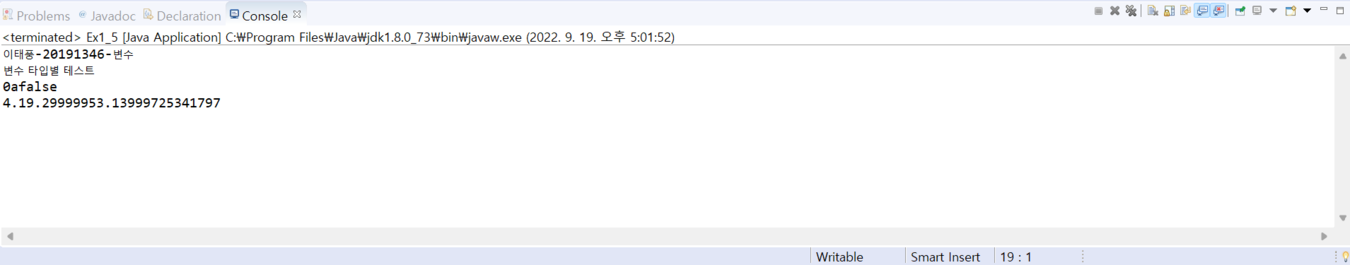 Problems Javadoc Declaration Console
<terminated> Ex1_5 [Java Application] C:₩Program Files₩Java₩jdk1.8.0_73₩bin₩javaw.exe (2022. 9. 19. 오후 5:01:52)
이태풍-20191346-변수
변수 타입별 테스트
0afalse
4.19.29999953.13999725341797
Writable Smart Insert 19 : 1